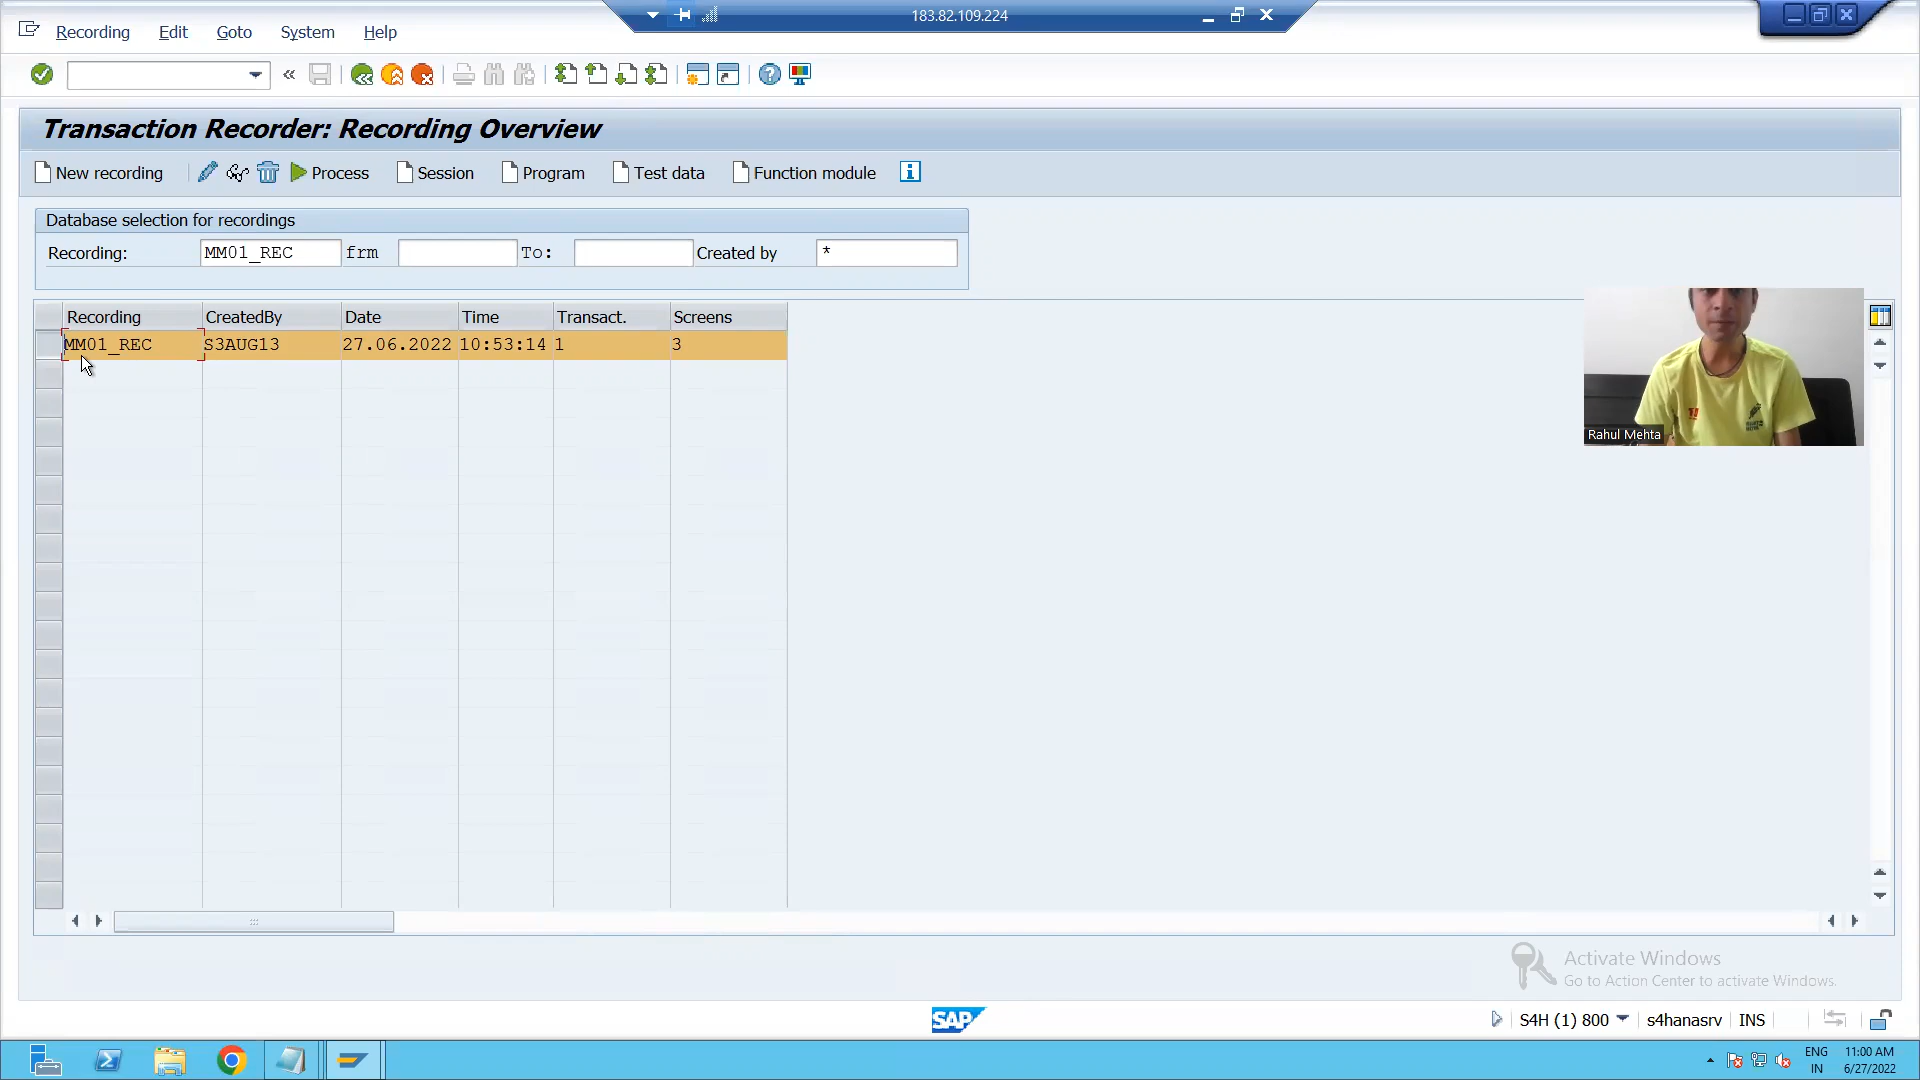 183.82.109.224
Recording Edit Goto System Help
Transaction Recorder: Recording Overview
New recording Process Session Program Test data Function module
Database selection for recordings
Recording: MM01_REC frm To: Created by *
Recording CreatedBy Date Time Transact. Screens
MM01_REC S3AUG13 27.06.2022 10:53:14 1 3
Rahul Mehta
Activate Windows
Go to Action Center to activate Windows.
SAP S4H (1) 800 s4hanasrv INS
ENG 11:00 AM
IN 6/27/2022